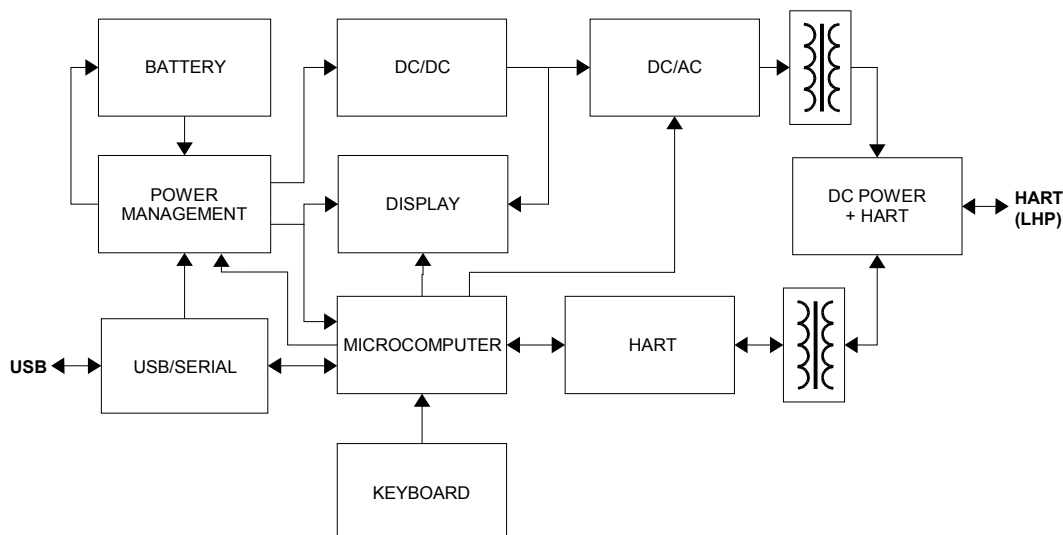 BATTERY
DC/DC
DC/AC
POWER
MANAGEMENT
DISPLAY
DC POWER
+ HART
HART
(LHP)
USB
USB/SERIAL
MICROCOMPUTER
HART
KEYBOARD